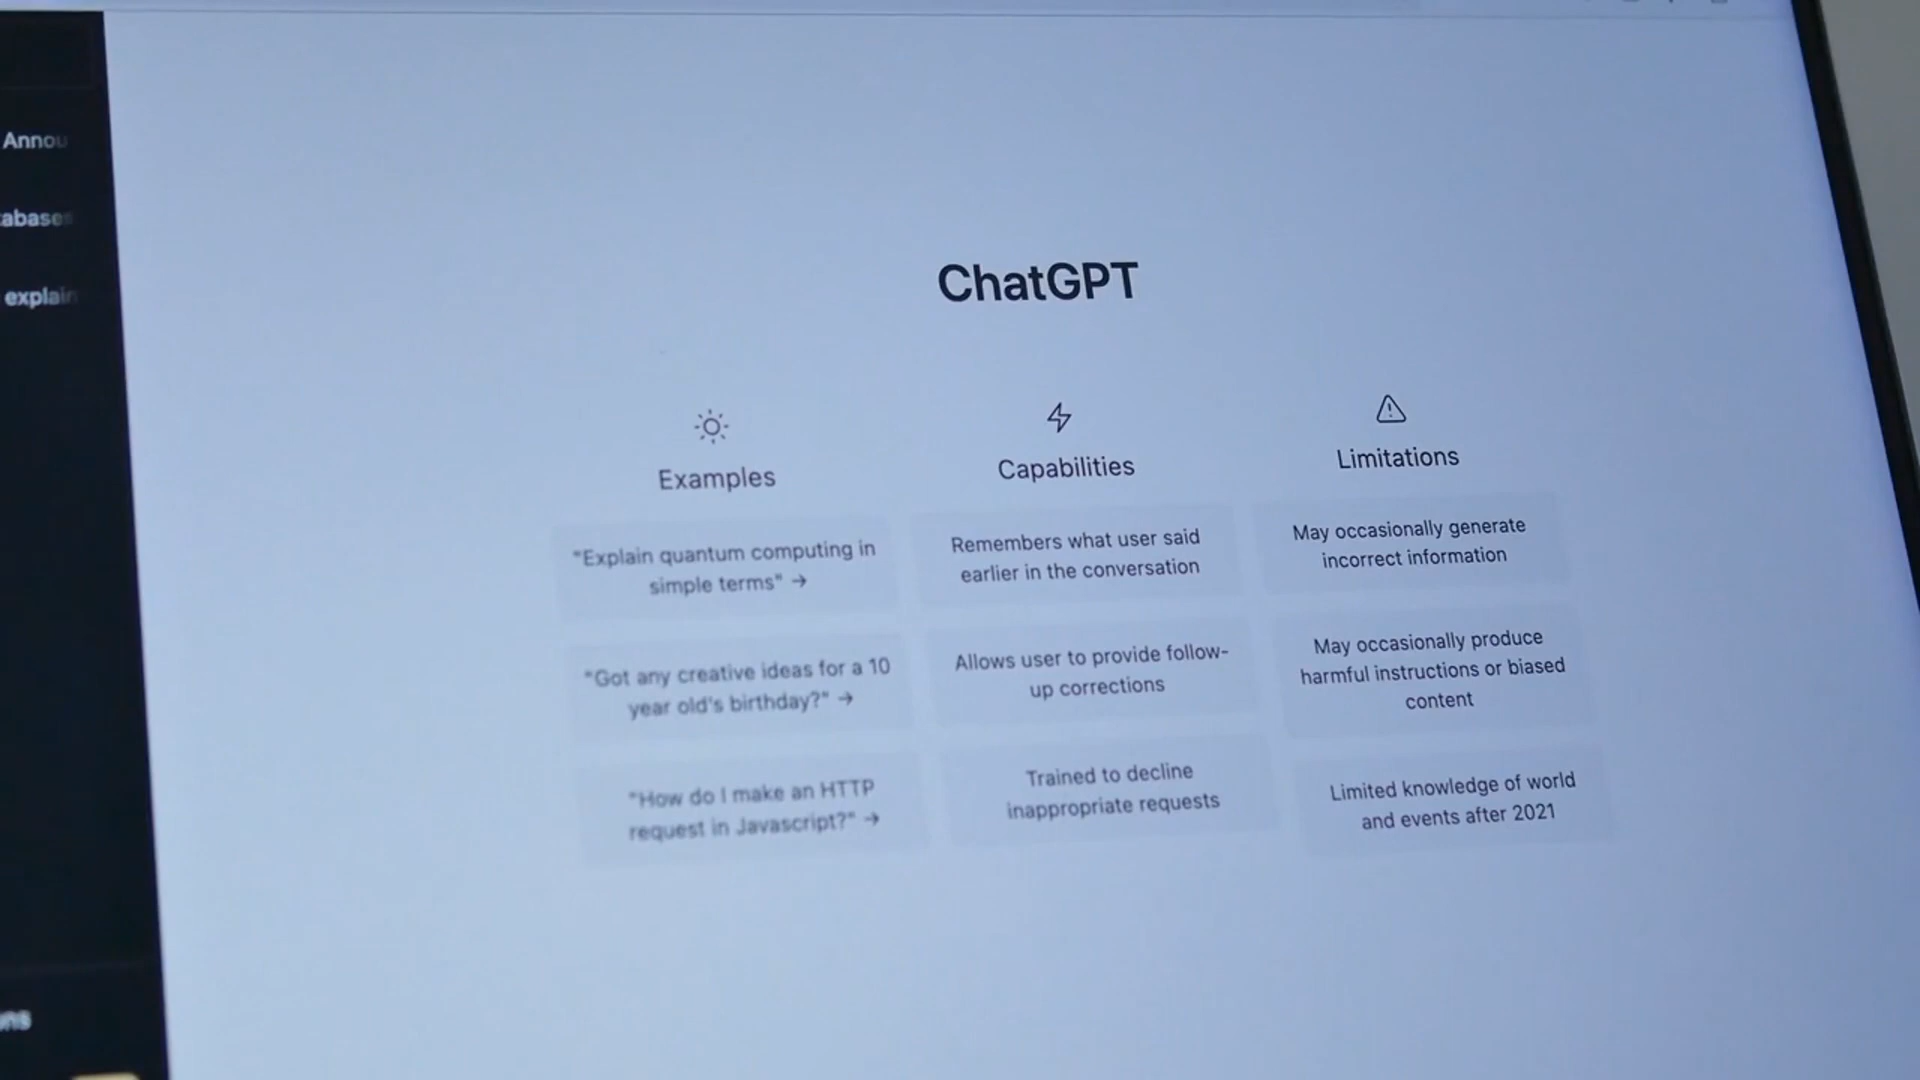 Annou
abases
explain
ChatGPT
Examples
"Explain quantum computing in
simple terms" →
"Got any creative ideas for a 10
year old's birthday?" →
"How do I make an HTTP
request in Javascript?" →
Capabilities
Remembers what user said
earlier in the conversation
Allows user to provide follow-
up corrections
Trained to decline
inappropriate requests
Limitations
May occasionally generate
incorrect information
May occasionally produce
harmful instructions or biased
content
Limited knowledge of world
and events after 2021